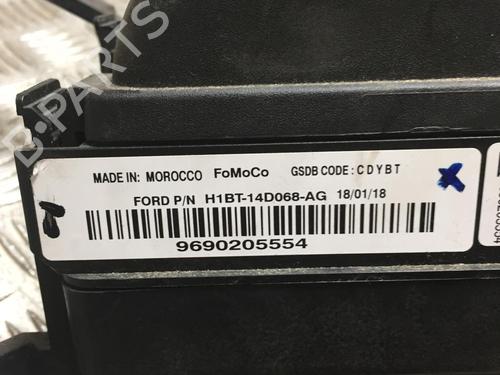 B-PARTS
MADE IN: MOROCCO FoMoCo GSDB CODE: CDYBT
FORD P/N H1BT-14D068-AG 18/01/18
9690205554